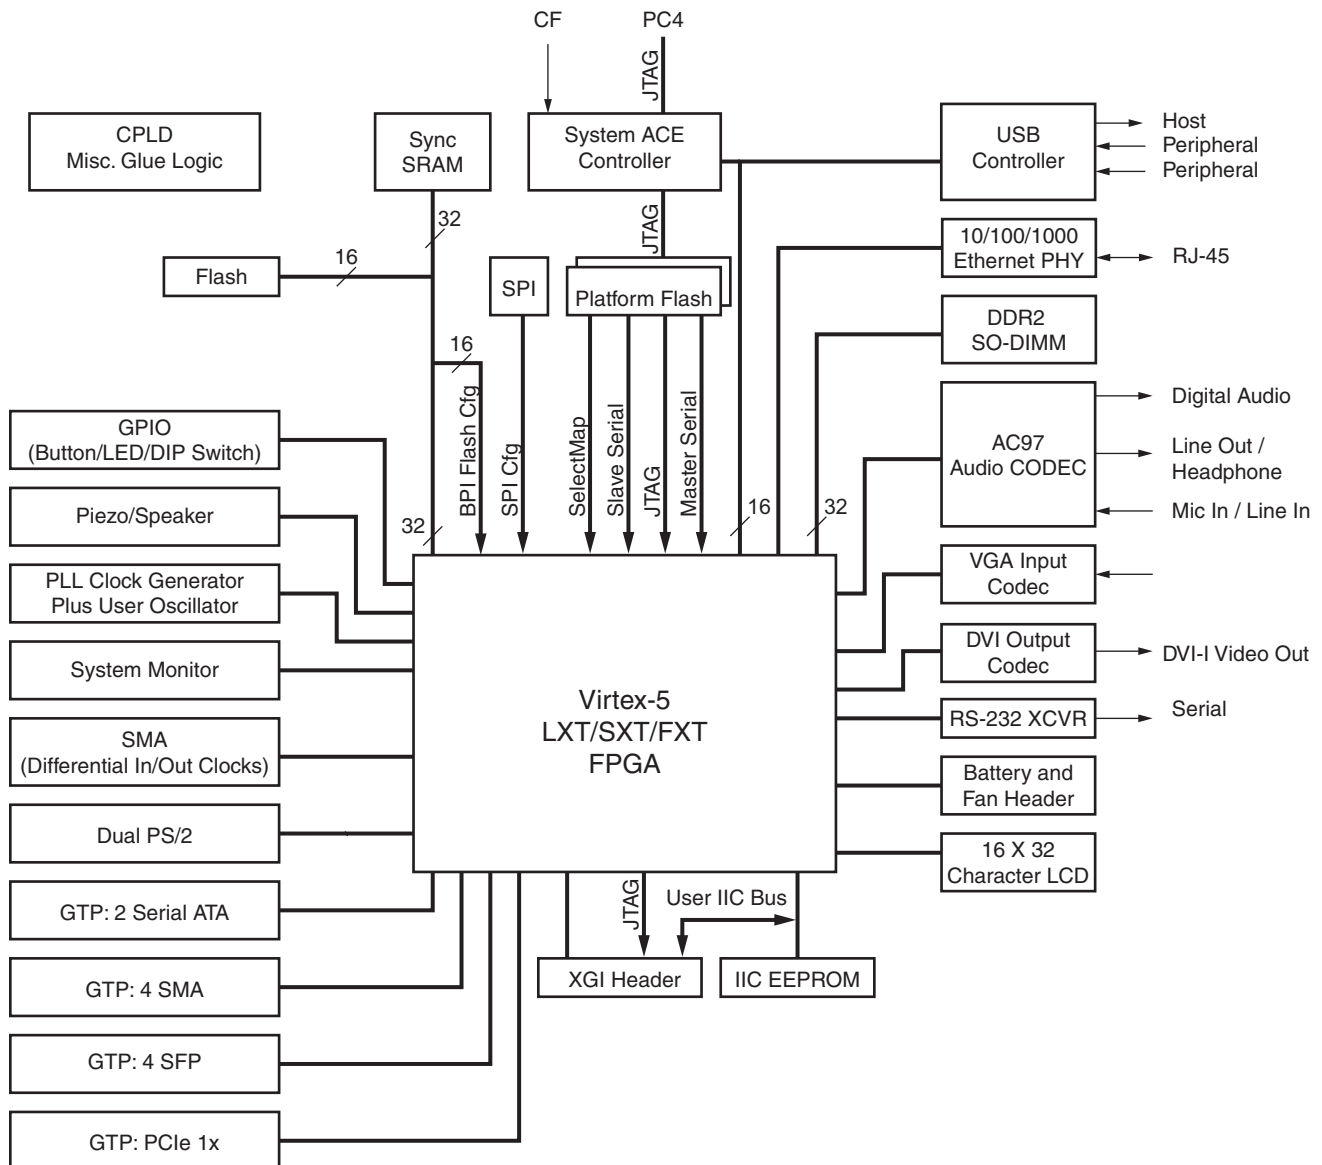 CF
PC4
JTAG
CPLD
Misc. Glue Logic
Sync
SRAM
System ACE
Controller
USB
Controller
Host
Peripheral
Peripheral
32
JTAG
10/100/1000
Ethernet PHY
RJ-45
16
Flash
SPI
Platform Flash
DDR2
SO-DIMM
16
BPI Flash Cfg
SPI Cfg
SelectMap
Slave Serial
JTAG
Master Serial
AC97
Audio CODEC
Digital Audio
Line Out /
Headphone
Mic In / Line In
GPIO
(Button/LED/DIP Switch)
Piezo/Speaker
32
16
32
PLL Clock Generator
Plus User Oscillator
VGA Input
Codec
System Monitor
DVI Output
Codec
DVI-I Video Out
Virtex-5
LXT/SXT/FXT
FPGA
RS-232 XCVR
Serial
SMA
(Differential In/Out Clocks)
Battery and
Fan Header
Dual PS/2
16 X 32
Character LCD
GTP: 2 Serial ATA
JTAG
User IIC Bus
GTP: 4 SMA
XGI Header
IIC EEPROM
GTP: 4 SFP
GTP: PCIe 1x